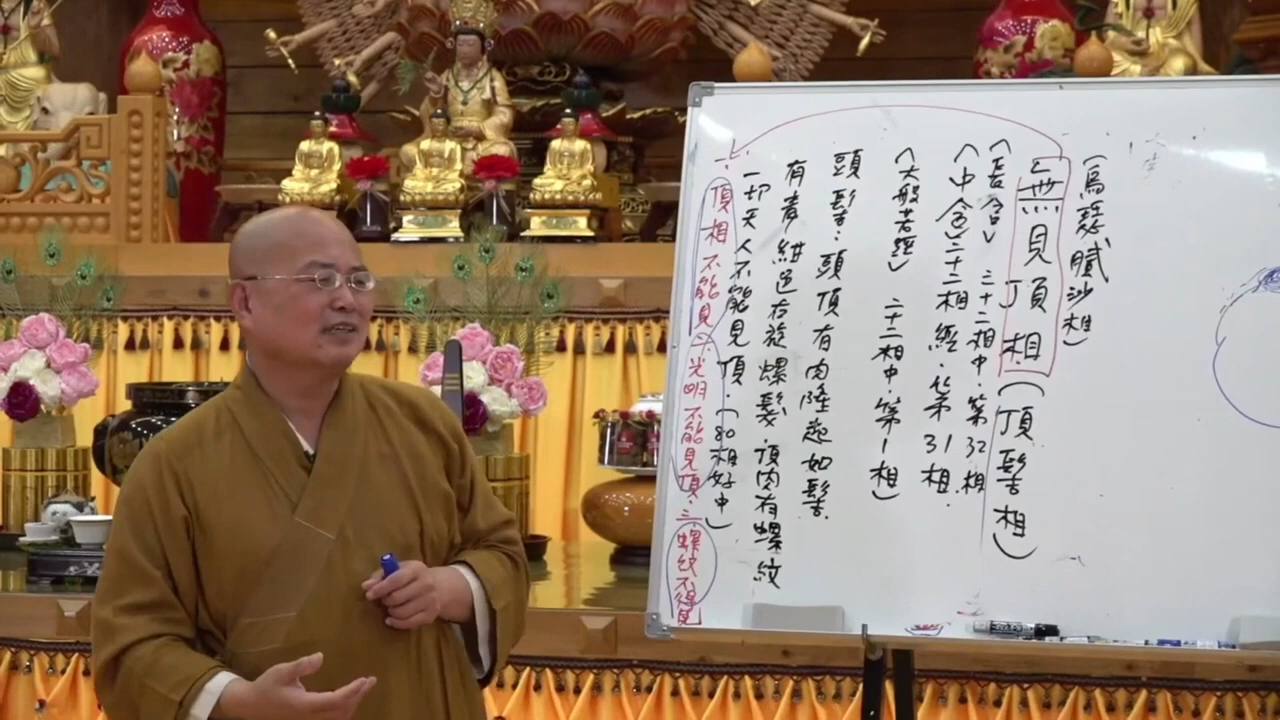 (烏瑟膩沙相)
無見頂相(頂髻相)
(長含) 三十二相中·第32相
(中含)三十二相經·第31相·
(大般若經) 三十二相中·第1相)
頭髻:頭頂有肉隆起如髻·
有青紺色右旋螺髮·頂肉有螺紋
一切天人不能見頂·(80相好中)
一、頂相不能見 二、光明不能見頂·三、螺紋不得見